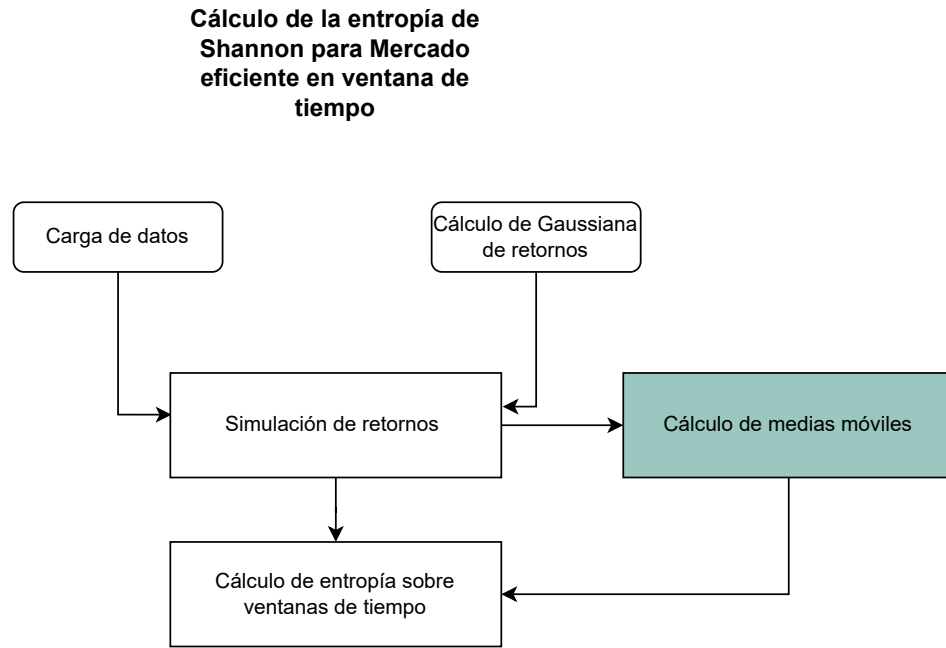 Cálculo de la entropía de
Shannon para Mercado
eficiente en ventana de
tiempo
Carga de datos
Cálculo de Gaussiana
de retornos
Simulación de retornos
Cálculo de medias móviles
Cálculo de entropía sobre
ventanas de tiempo